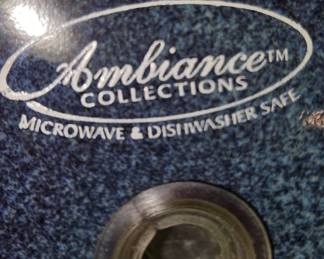 Ambiance™
COLLECTIONS
MICROWAVE & DISHWASHER SAFE